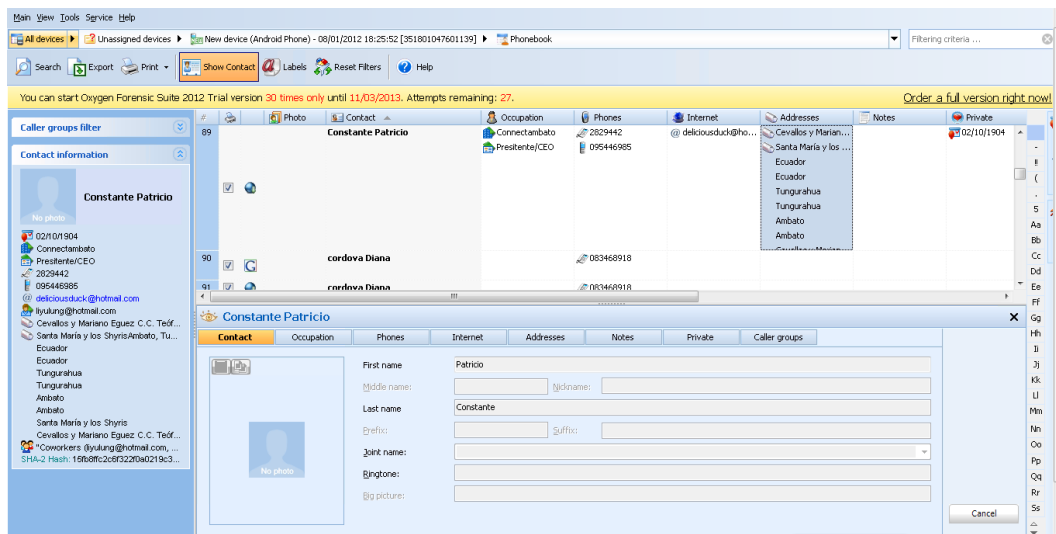 Main View Tools Service Help
All devices Unassigned devices New device (Android Phone) - 08/01/2012 18:25:52 [351801047601139] Phonebook Filtering criteria ...
Search Export Print Show Contact Labels Reset Filters Help
You can start Oxygen Forensic Suite 2012 Trial version 30 times only until 11/03/2013. Attempts remaining: 27. Order a full version right now!
Caller groups filter
Contact information
Constante Patricio
No photo
02/10/1904
Connectambato
Presitente/CEO
2829442
095446985
deliciousduck@hotmail.com
liyulung@hotmail.com
Cevallos y Mariano Eguez C.C. Teóf...
Santa María y los ShyrisAmbato, Tu...
Ecuador
Ecuador
Tungurahua
Tungurahua
Ambato
Ambato
Santa María y los Shyris
Cevallos y Mariano Eguez C.C. Teóf...
"Coworkers (liyulung@hotmail.com, ...
SHA-2 Hash: 15fb8ffc2c6f322f0a0219c3...
# Photo Contact Occupation Phones Internet Addresses Notes Private
89 Constante Patricio Connectambato 2829442 @ deliciousduck@ho... Cevallos y Marian... 02/10/1904
Presitente/CEO 095446985 Santa María y los ...
Ecuador
Ecuador
Tungurahua
Tungurahua
Ambato
Ambato
90 cordova Diana 083468918
91 cordova Diana 083468918
Constante Patricio
Contact Occupation Phones Internet Addresses Notes Private Caller groups
First name Patricio
Middle name: Nickname:
Last name Constante
Prefix: Suffix:
Joint name:
Ringtone:
Big picture:
No photo
Cancel
-
!!
(
.
5
Aa
Bb
Cc
Dd
Ee
Ff
Gg
Hh
Ii
Jj
Kk
Ll
Mm
Nn
Oo
Pp
Qq
Rr
Ss